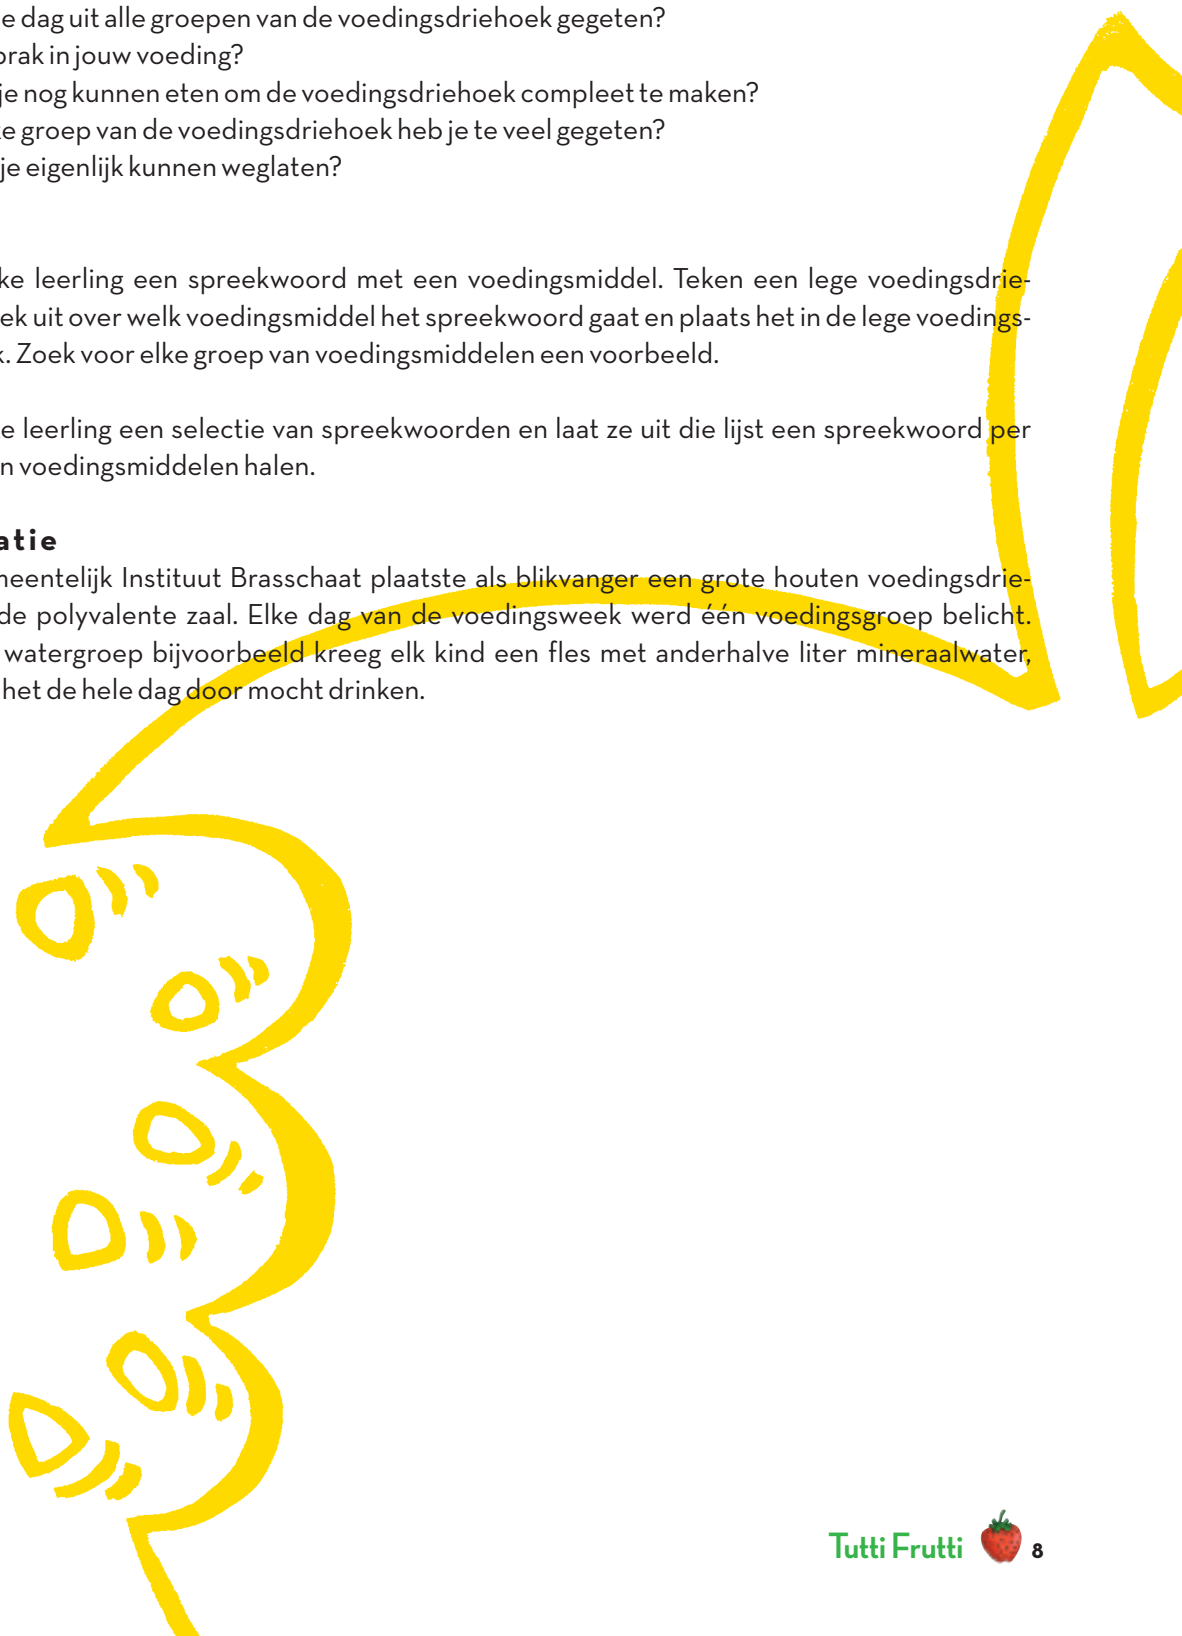 e dag uit alle groepen van de voedingsdriehoek gegeten?
prak in jouw voeding?
je nog kunnen eten om de voedingsdriehoek compleet te maken?
e groep van de voedingsdriehoek heb je te veel gegeten?
je eigenlijk kunnen weglaten?
ke leerling een spreekwoord met een voedingsmiddel. Teken een lege voedingsdrie-
ek uit over welk voedingsmiddel het spreekwoord gaat en plaats het in de lege voedings-
k. Zoek voor elke groep van voedingsmiddelen een voorbeeld.
e leerling een selectie van spreekwoorden en laat ze uit die lijst een spreekwoord per
n voedingsmiddelen halen.
atie
meentelijk Instituut Brasschaat plaatste als blikvanger een grote houten voedingsdrie-
de polyvalente zaal. Elke dag van de voedingsweek werd één voedingsgroep belicht.
watergroep bijvoorbeeld kreeg elk kind een fles met anderhalve liter mineraalwater,
het de hele dag door mocht drinken.
Tutti Frutti 8